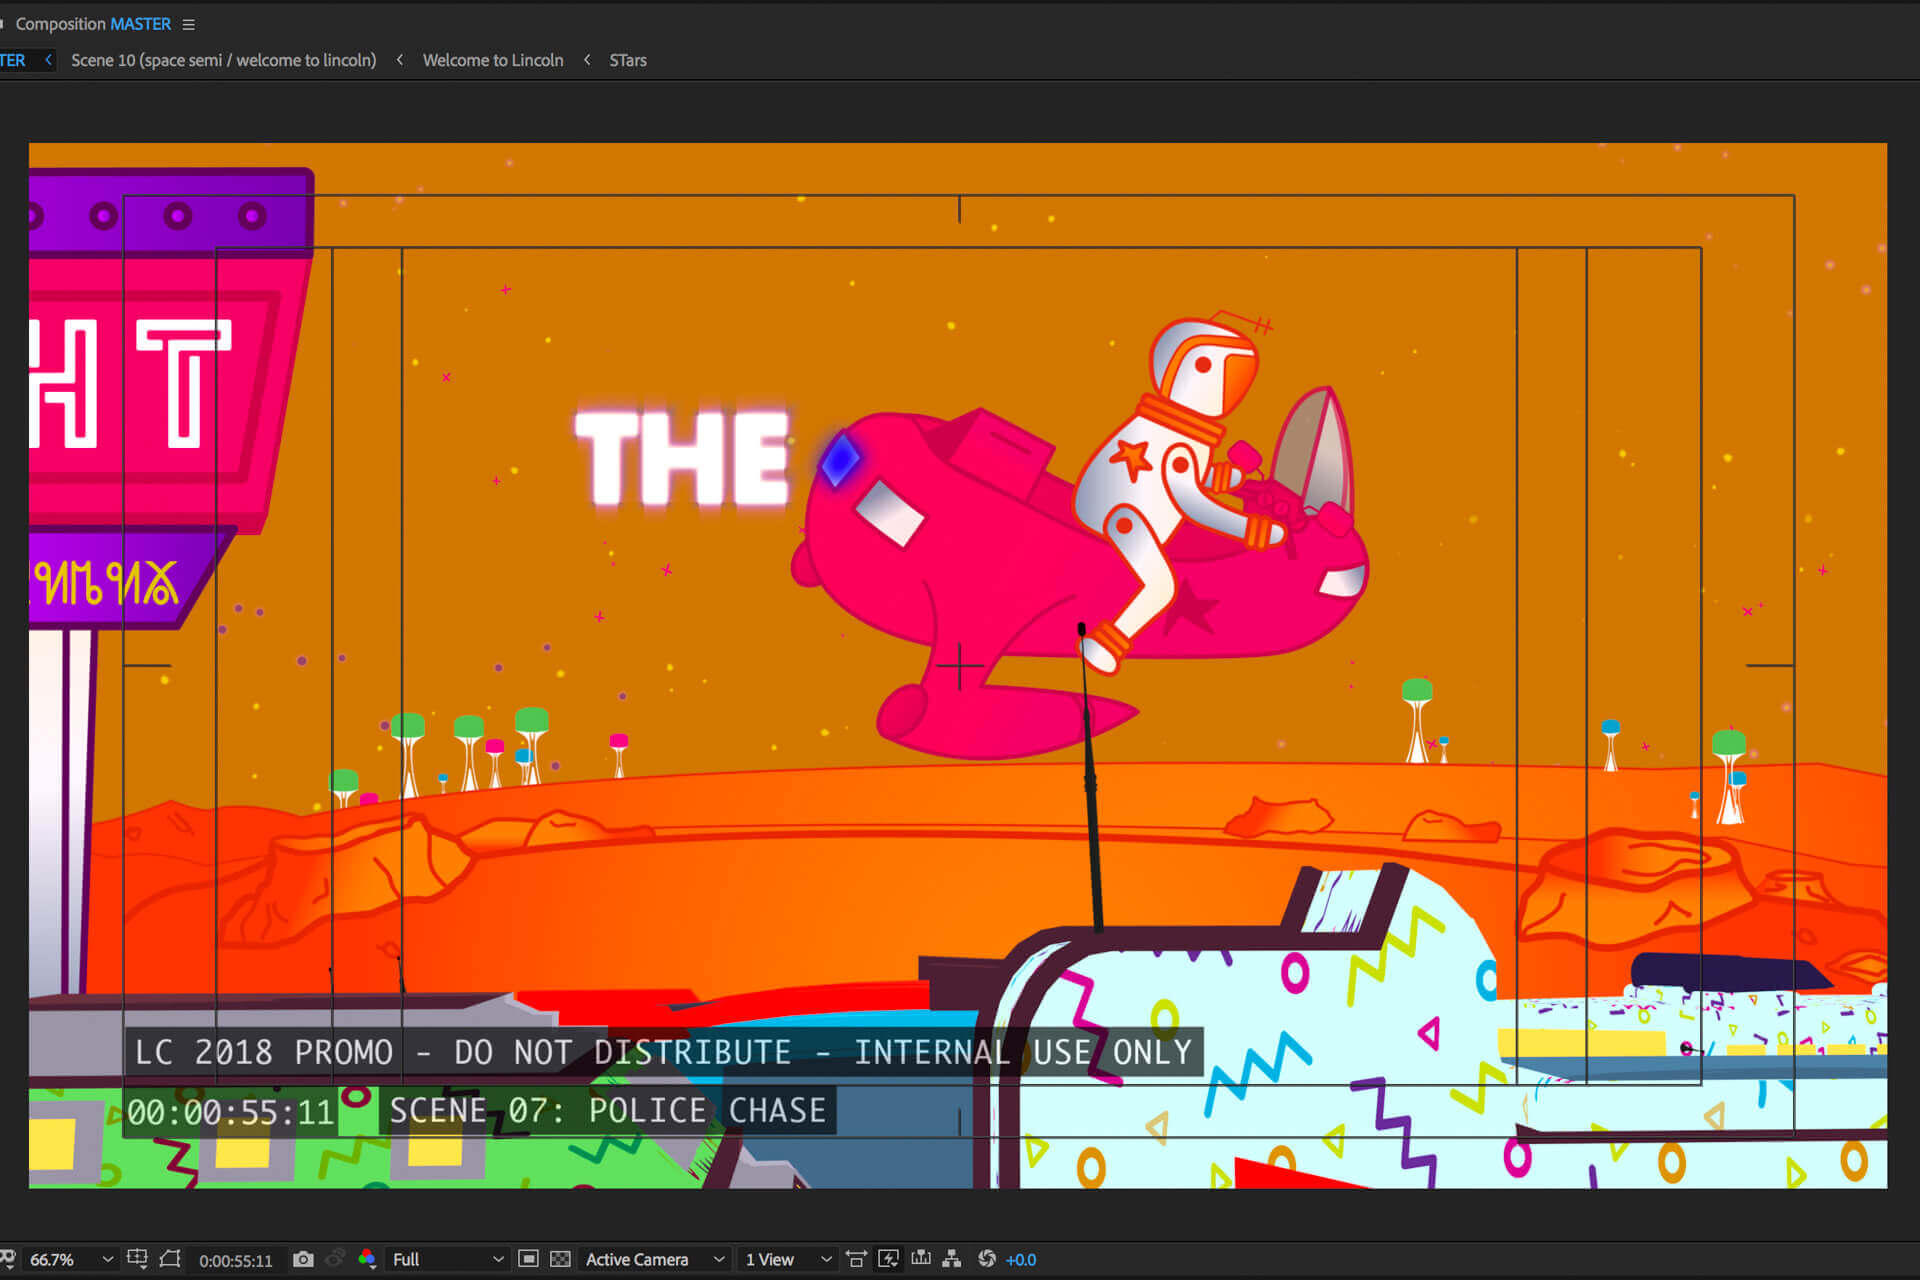 Composition MASTER
TER < Scene 10 (space semi / welcome to lincoln) < Welcome to Lincoln < STars
HT
THE
LC 2018 PROMO - DO NOT DISTRIBUTE - INTERNAL USE ONLY
00:00:55:11 SCENE 07: POLICE CHASE
66.7% 0:00:55:11 Full Active Camera 1 View +0.0